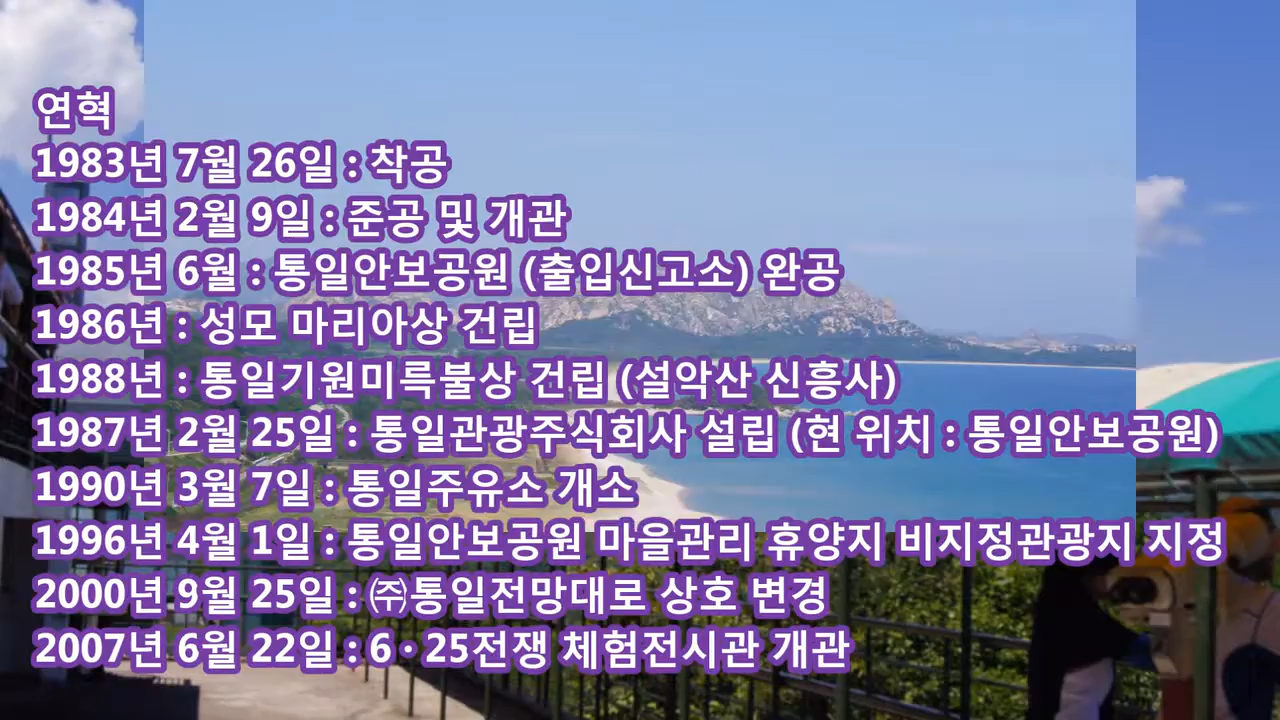 연혁
1983년 7월 26일 : 착공
1984년 2월 9일 : 준공 및 개관
1985년 6월 : 통일안보공원 (출입신고소) 완공
1986년 : 성모 마리아상 건립
1988년 : 통일기원미륵불상 건립 (설악산 신흥사)
1987년 2월 25일 : 통일관광주식회사 설립 (현 위치 : 통일안보공원)
1990년 3월 7일 : 통일주유소 개소
1996년 4월 1일 : 통일안보공원 마을관리 휴양지 비지정관광지 지정
2000년 9월 25일 : ㈜통일전망대로 상호 변경
2007년 6월 22일 : 6 · 25전쟁 체험전시관 개관